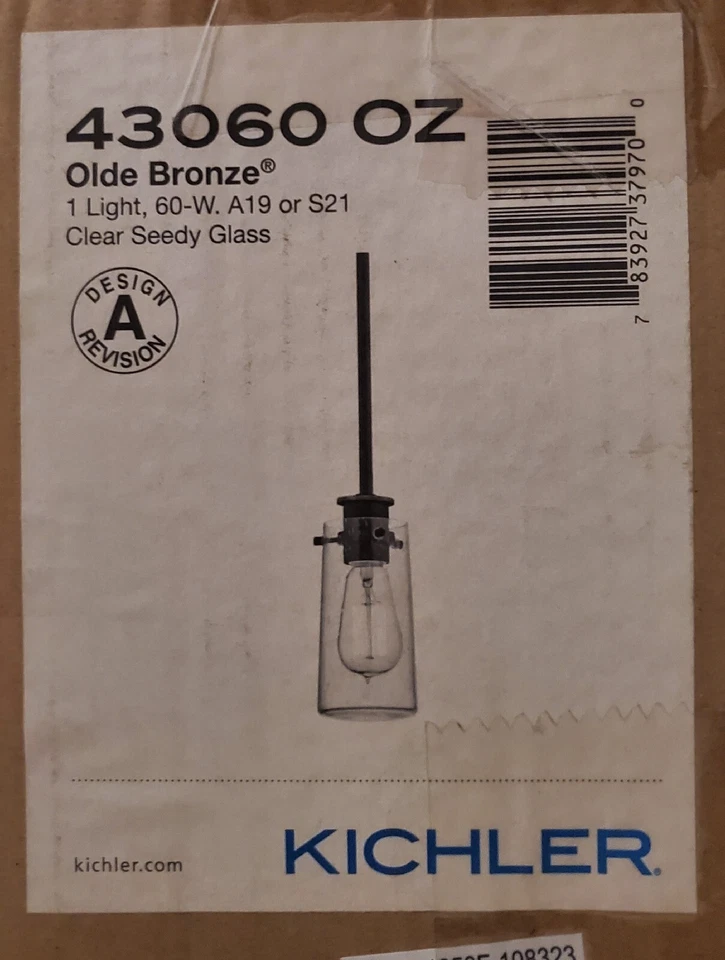 43060 OZ
Olde Bronze®
1 Light, 60-W. A19 or S21
Clear Seedy Glass
DESIGN
A
REVISION
7 83927 37970 0
kichler.com
KICHLER®
108323